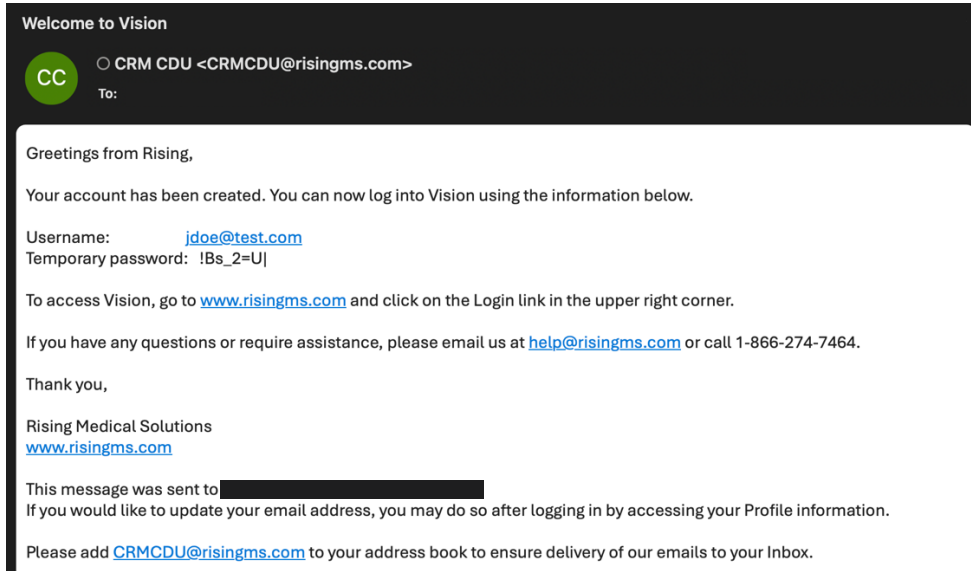 Welcome to Vision
CC
CRM CDU <CRMCDU@risingms.com>
To:
Greetings from Rising,
Your account has been created. You can now log into Vision using the information below.
Username: jdoe@test.com
Temporary password: !Bs_2=U|
To access Vision, go to www.risingms.com and click on the Login link in the upper right corner.
If you have any questions or require assistance, please email us at help@risingms.com or call 1-866-274-7464.
Thank you,
Rising Medical Solutions
www.risingms.com
This message was sent to
If you would like to update your email address, you may do so after logging in by accessing your Profile information.
Please add CRMCDU@risingms.com to your address book to ensure delivery of our emails to your Inbox.